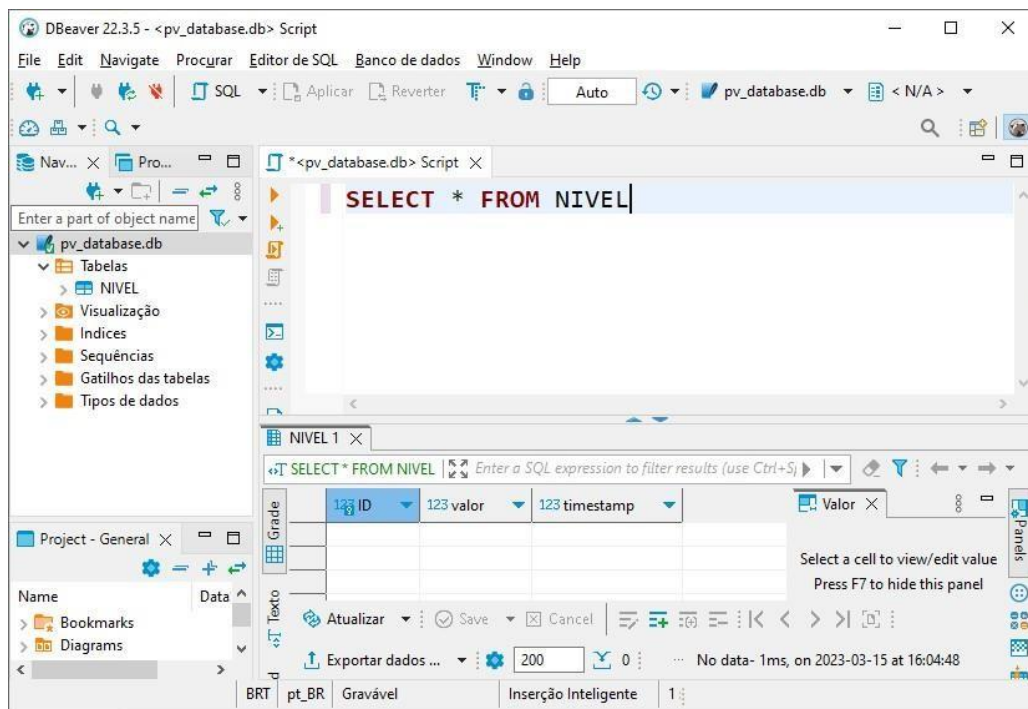 DBeaver 22.3.5 - <pv_database.db> Script
File Edit Navigate Procurar Editor de SQL Banco de dados Window Help
SQL Aplicar Reverter Auto pv_database.db < N/A >
Nav... Pro...
*<pv_database.db> Script
Enter a part of object name
pv_database.db
Tabelas
NIVEL
Visualização
Indices
Sequências
Gatilhos das tabelas
Tipos de dados
SELECT * FROM NIVEL
NIVEL 1
SELECT * FROM NIVEL Enter a SQL expression to filter results (use Ctrl+S
Grade
Texto
123 ID 123 valor 123 timestamp
Valor
Select a cell to view/edit value
Press F7 to hide this panel
Panels
Project - General
Name Data
Bookmarks
Diagrams
Atualizar Save Cancel
Exportar dados ... 200 0 ... No data- 1ms, on 2023-03-15 at 16:04:48
BRT pt_BR Gravável Inserção Inteligente 1: